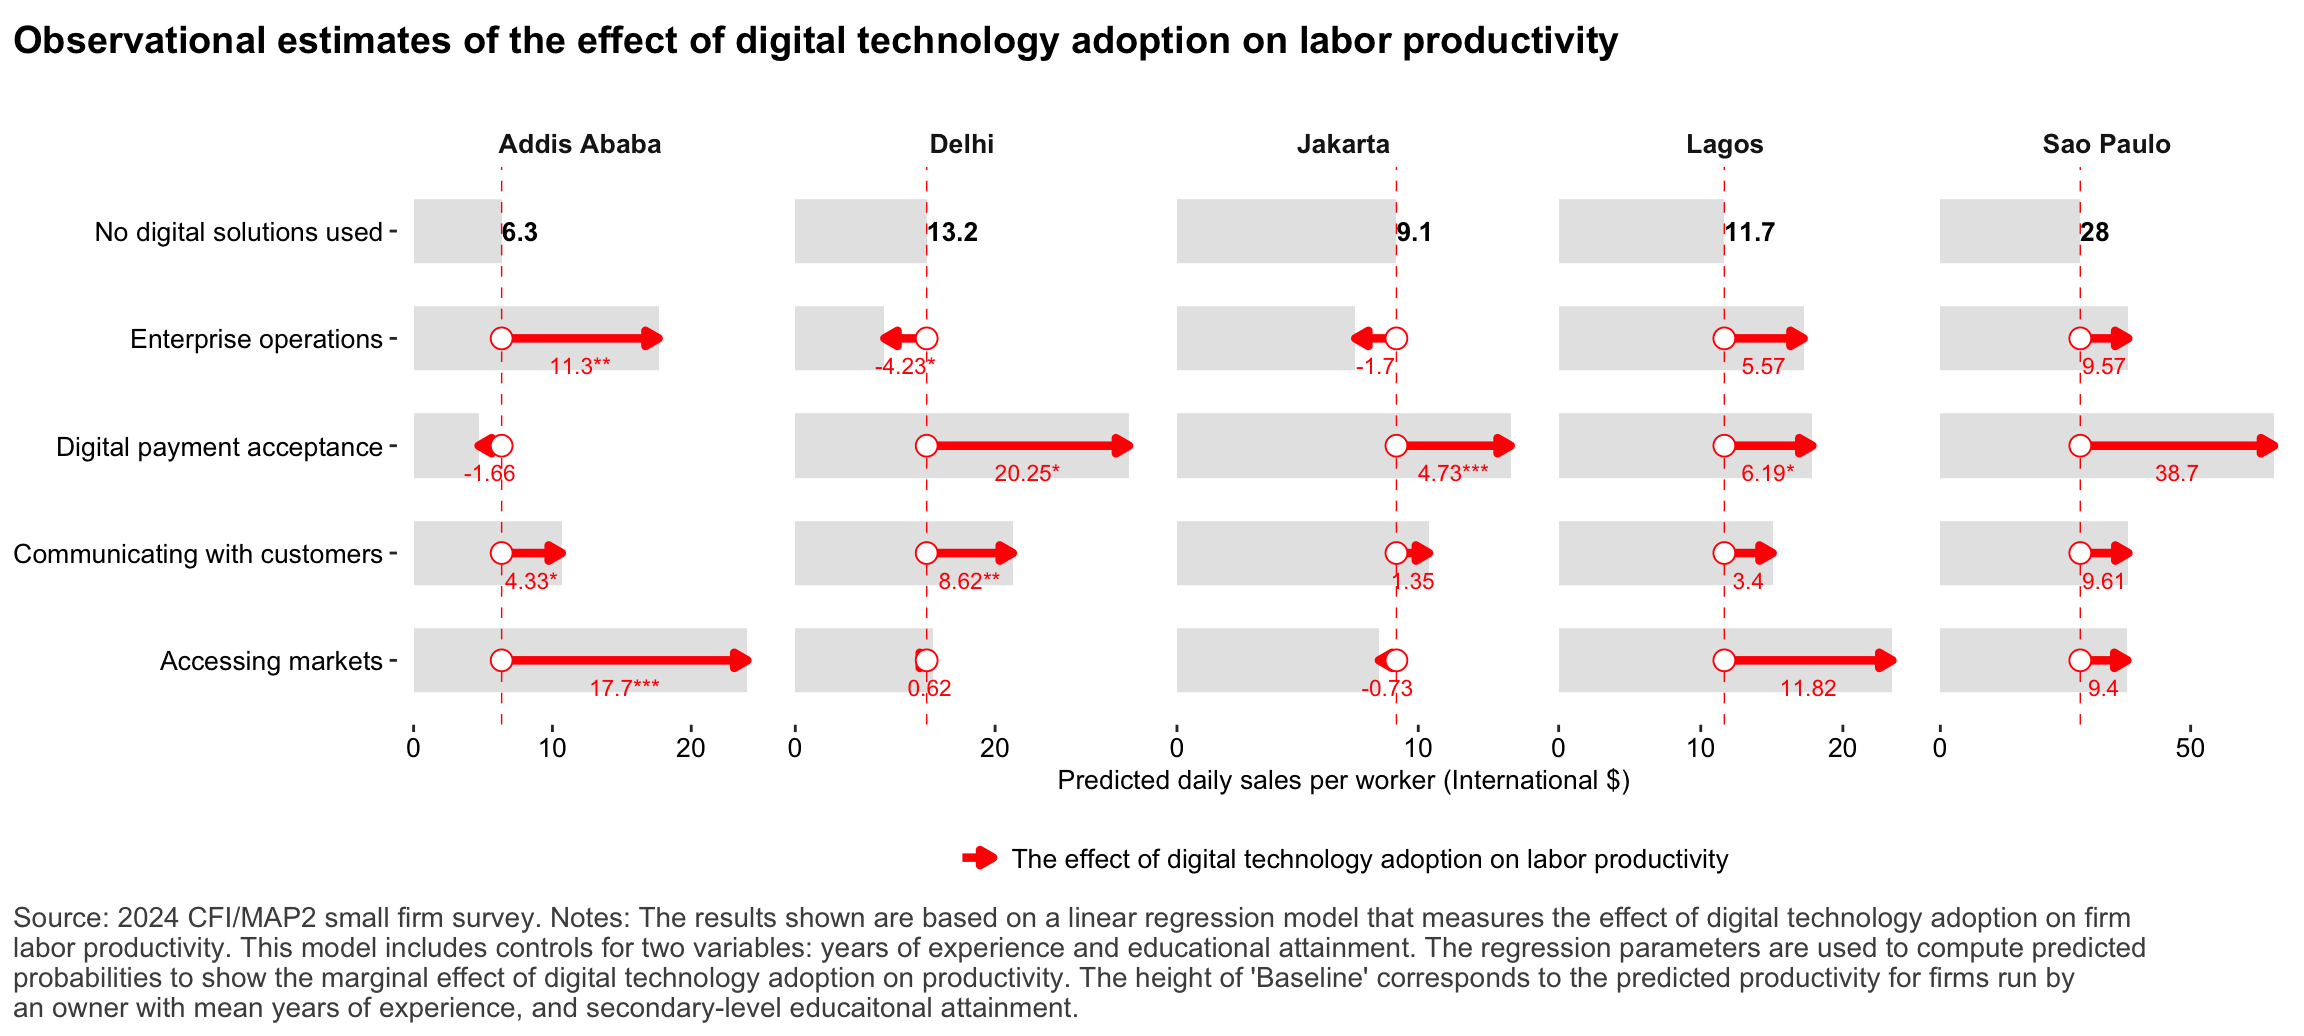 Observational estimates of the effect of digital technology adoption on labor productivity
Addis Ababa
Delhi
Jakarta
Lagos
Sao Paulo
No digital solutions used
6.3
13.2
9.1
11.7
28
Enterprise operations
11.3**
-4.23*
-1.7
5.57
9.57
Digital payment acceptance
-1.66
20.25*
4.73***
6.19*
38.7
Communicating with customers
4.33*
8.62**
1.35
3.4
9.61
Accessing markets
17.7***
0.62
-0.73
11.82
9.4
0 10 20
0 20
0 10
0 10 20
0 50
Predicted daily sales per worker (International $)
The effect of digital technology adoption on labor productivity
Source: 2024 CFI/MAP2 small firm survey. Notes: The results shown are based on a linear regression model that measures the effect of digital technology adoption on firm
labor productivity. This model includes controls for two variables: years of experience and educational attainment. The regression parameters are used to compute predicted
probabilities to show the marginal effect of digital technology adoption on productivity. The height of 'Baseline' corresponds to the predicted productivity for firms run by
an owner with mean years of experience, and secondary-level educaitonal attainment.